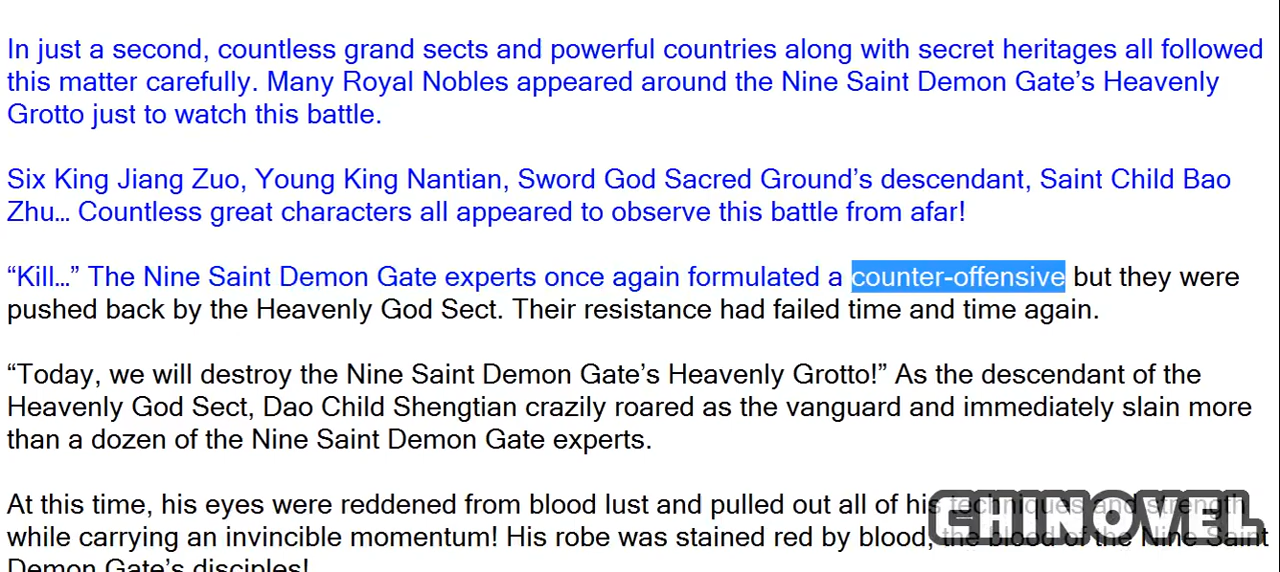 In just a second, countless grand sects and powerful countries along with secret heritages all followed
this matter carefully. Many Royal Nobles appeared around the Nine Saint Demon Gate’s Heavenly
Grotto just to watch this battle.
Six King Jiang Zuo, Young King Nantian, Sword God Sacred Ground’s descendant, Saint Child Bao
Zhu… Countless great characters all appeared to observe this battle from afar!
“Kill…” The Nine Saint Demon Gate experts once again formulated a counter-offensive but they were
pushed back by the Heavenly God Sect. Their resistance had failed time and time again.
“Today, we will destroy the Nine Saint Demon Gate’s Heavenly Grotto!” As the descendant of the
Heavenly God Sect, Dao Child Shengtian crazily roared as the vanguard and immediately slain more
than a dozen of the Nine Saint Demon Gate experts.
At this time, his eyes were reddened from blood lust and pulled out all of his techniques and strength
while carrying an invincible momentum! His robe was stained red by blood, the blood of the Nine Saint
Demon Gate’s disciples!
CHINOVEL